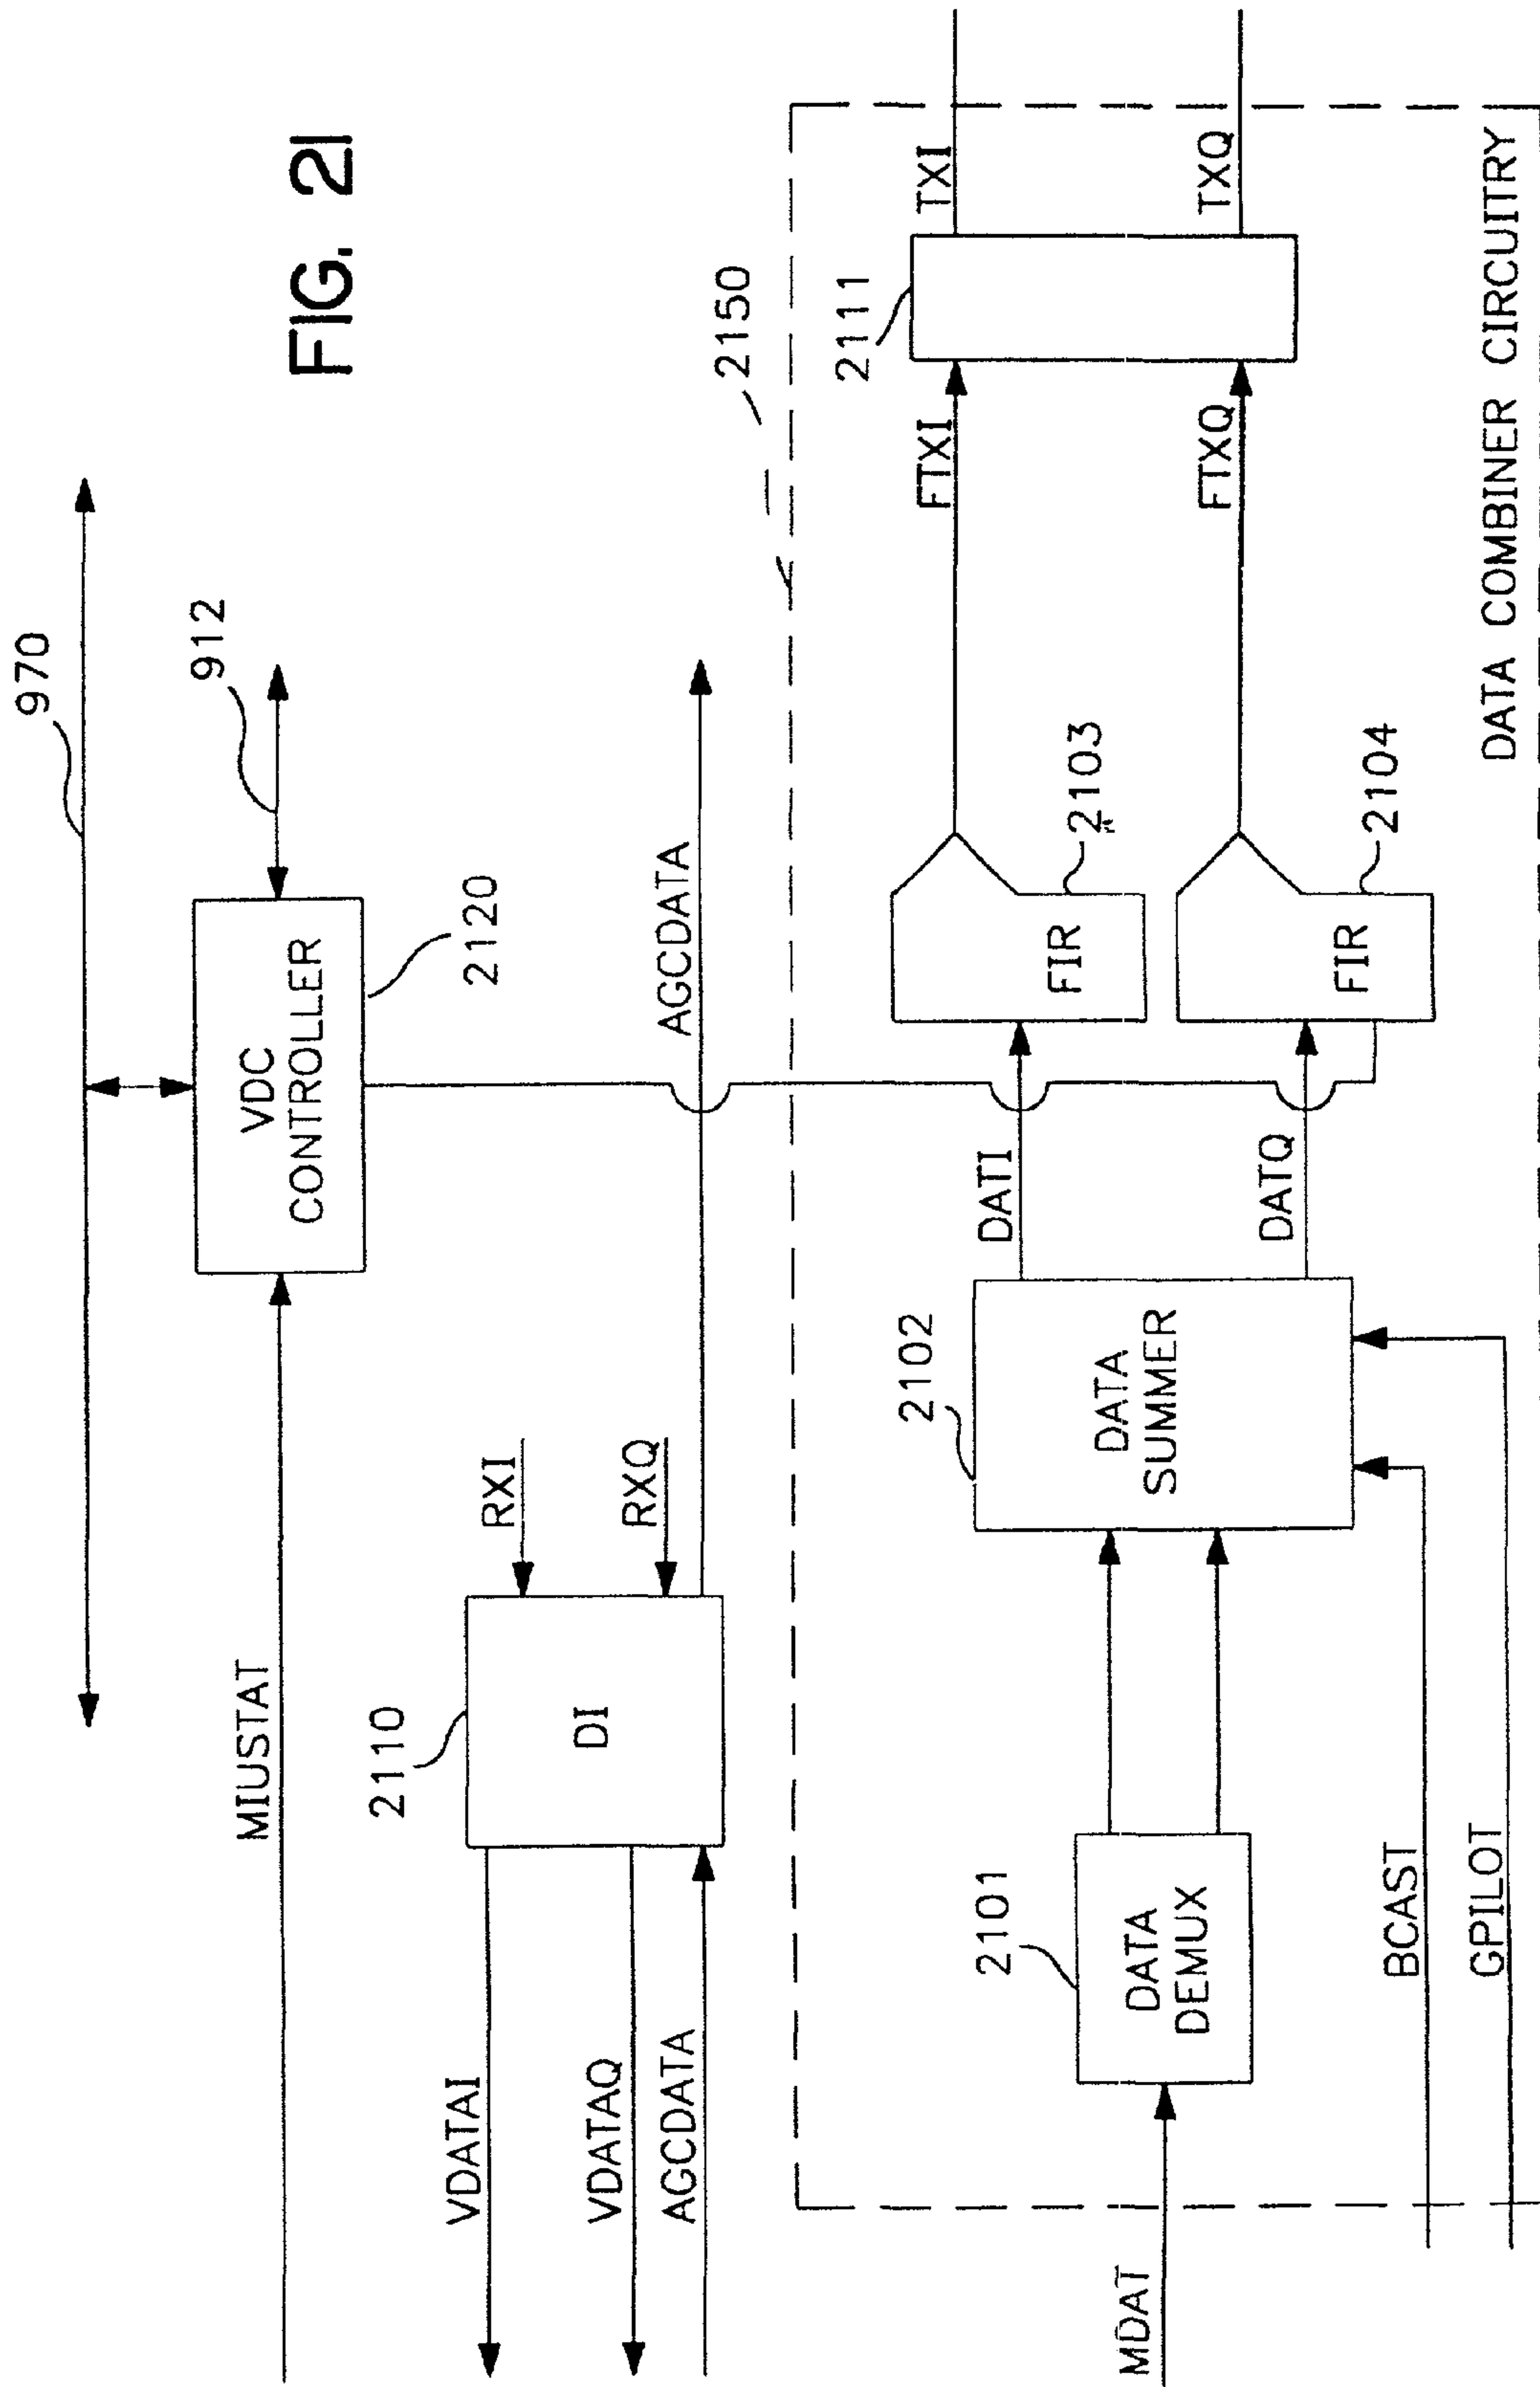 FIG. 21
970
912
MIUSTAT
VDC
CONTROLLER
2120
2110
DI
RXI
RXQ
VDATAI
VDATAQ
AGCDATA
AGCDATA
2150
MDAT
2101
DATA
DEMUX
2102
DATA
SUMMER
DATI
DATQ
FIR
2103
FIR
2104
FTXI
FTXQ
2111
TXI
TXQ
BCAST
GPILOT
DATA COMBINER CIRCUITRY